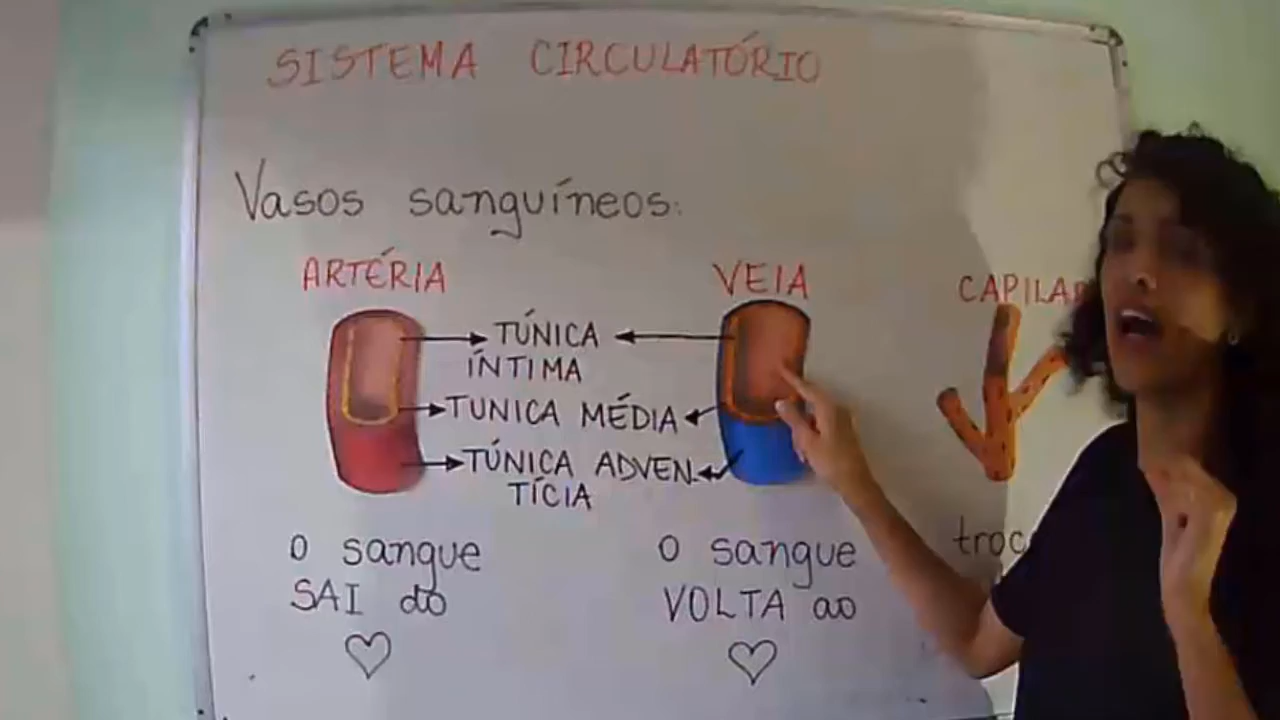 SISTEMA CIRCULATÓRIO
Vasos sanguíneos:
ARTÉRIA
VEIA
TÚNICA
ÍNTIMA
TUNICA MÉDIA
TÚNICA ADVEN
TÍCIA
O sangue
SAI do
O sangue
VOLTA ao